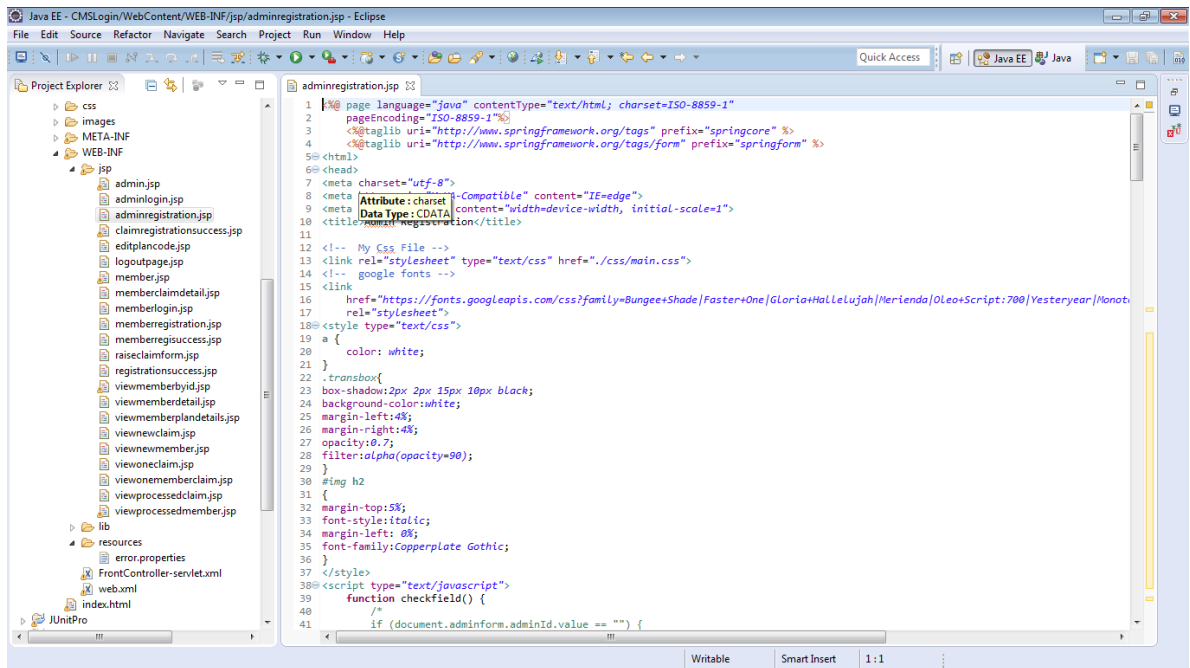 Java EE - CMSLogin/WebContent/WEB-INF/jsp/adminregistration.jsp - Eclipse
File Edit Source Refactor Navigate Search Project Run Window Help
Quick Access Java EE Java
Project Explorer
css
images
META-INF
WEB-INF
jsp
admin.jsp
adminlogin.jsp
adminregistration.jsp
claimregistrationsuccess.jsp
editplancode.jsp
logoutpage.jsp
member.jsp
memberclaimdetail.jsp
memberlogin.jsp
memberregistration.jsp
memberregisuccess.jsp
raiseclaimform.jsp
registrationsuccess.jsp
viewmemberbyid.jsp
viewmemberdetail.jsp
viewmemberplandetails.jsp
viewnewclaim.jsp
viewnewmember.jsp
viewoneclaim.jsp
viewonememberclaim.jsp
viewprocessedclaim.jsp
viewprocessedmember.jsp
lib
resources
error.properties
FrontController-servlet.xml
web.xml
index.html
JUnitPro
adminregistration.jsp
1 <%@ page language="java" contentType="text/html; charset=ISO-8859-1"
2 pageEncoding="ISO-8859-1"%>
3 <%@taglib uri="http://www.springframework.org/tags" prefix="springcore" %>
4 <%@taglib uri="http://www.springframework.org/tags/form" prefix="springform" %>
5 <html>
6 <head>
7 <meta charset="utf-8">
8 <meta -Compatible" content="IE=edge">
9 <meta content="width=device-width, initial-scale=1">
10 <title>Admin Registration</title>
Attribute : charset
Data Type : CDATA
11
12 <!-- My Css File -->
13 <link rel="stylesheet" type="text/css" href="./css/main.css">
14 <!-- google fonts -->
15 <link
16 href="https://fonts.googleapis.com/css?family=Bungee+Shade|Faster+One|Gloria+Hallelujah|Merienda|Oleo+Script:700|Yesteryear|Monot
17 rel="stylesheet">
18 <style type="text/css">
19 a {
20 color: white;
21 }
22 .transbox{
23 box-shadow:2px 2px 15px 10px black;
24 background-color:white;
25 margin-left:4%;
26 margin-right:4%;
27 opacity:0.7;
28 filter:alpha(opacity=90);
29 }
30 #img h2
31 {
32 margin-top:5%;
33 font-style:italic;
34 margin-left: 0%;
35 font-family:Copperplate Gothic;
36 }
37 </style>
38 <script type="text/javascript">
39 function checkfield() {
40 /*
41 if (document.adminform.adminId.value == "") {
Writable Smart Insert 1 : 1